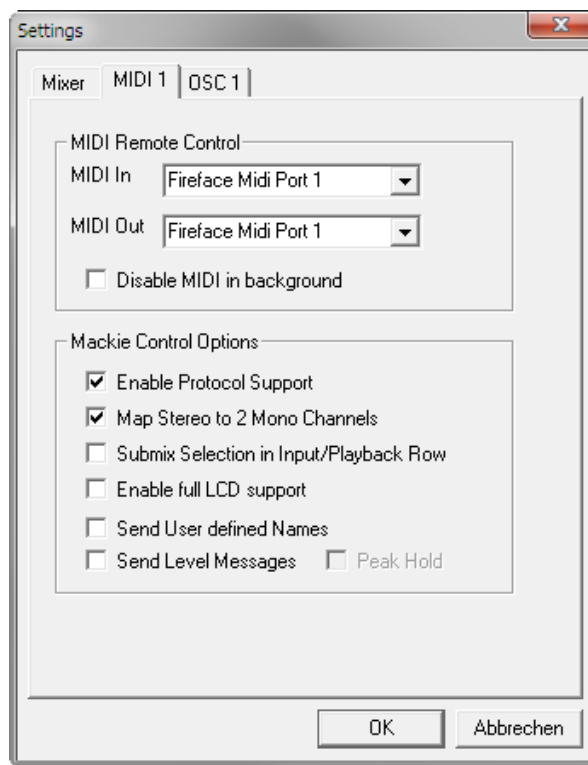 Settings
Mixer MIDI 1 OSC 1
MIDI Remote Control
MIDI In Fireface Midi Port 1
MIDI Out Fireface Midi Port 1
Disable MIDI in background
Mackie Control Options
Enable Protocol Support
Map Stereo to 2 Mono Channels
Submix Selection in Input/Playback Row
Enable full LCD support
Send User defined Names
Send Level Messages Peak Hold
OK Abbrechen